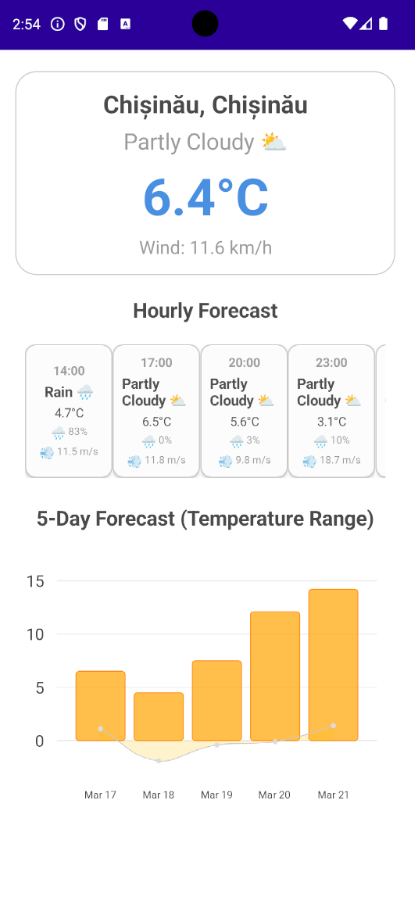 2:54
Chișinău, Chișinău
Partly Cloudy ⛅
6.4°C
Wind: 11.6 km/h
Hourly Forecast
14:00
Rain 🌧️
4.7°C
🌧️ 83%
💨 11.5 m/s
17:00
Partly
Cloudy ⛅
6.5°C
🌧️ 0%
💨 11.8 m/s
20:00
Partly
Cloudy ⛅
5.6°C
🌧️ 3%
💨 9.8 m/s
23:00
Partly
Cloudy ⛅
3.1°C
🌧️ 10%
💨 18.7 m/s
5-Day Forecast (Temperature Range)
15
10
5
0
Mar 17 Mar 18 Mar 19 Mar 20 Mar 21